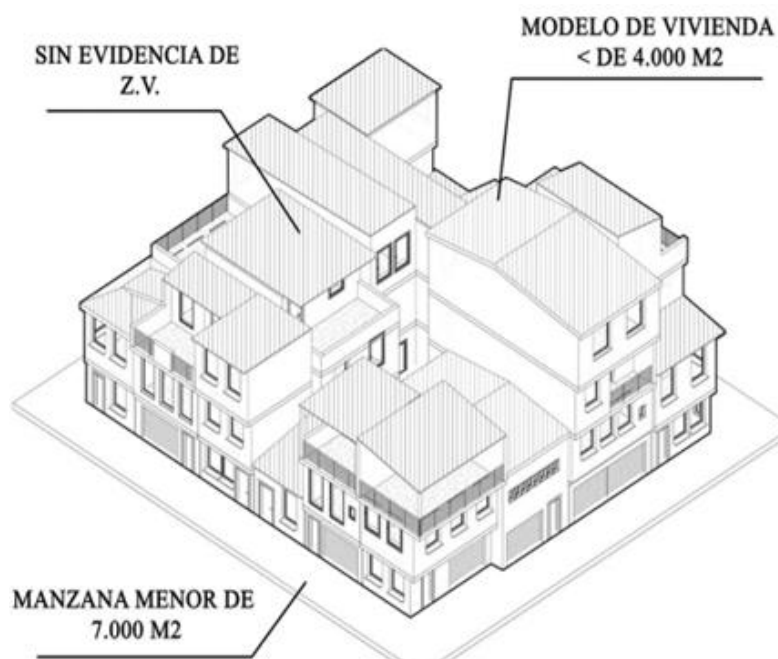 SIN EVIDENCIA DE
Z.V.
MODELO DE VIVIENDA
< DE 4.000 M2
MANZANA MENOR DE
7.000 M2